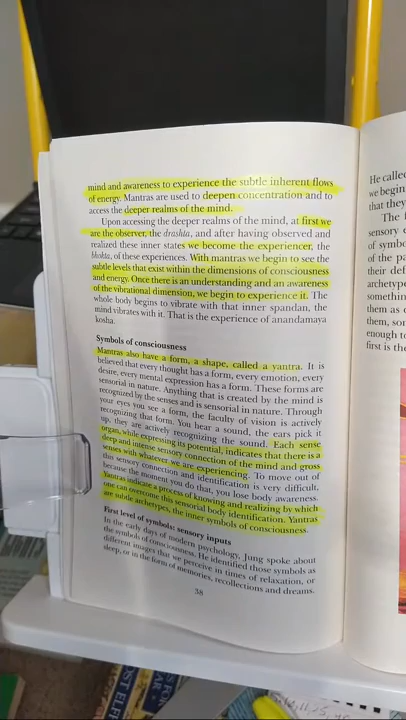 mind and awareness to experience the subtle inherent flows
of energy. Mantras are used to deepen concentration and to
access the deeper realms of the mind.
Upon accessing the deeper realms of the mind, at first we
are the observer, the drashta, and after having observed and
realized these inner states we become the experiencer, the
bhokta, of these experiences. With mantras we begin to see the
subtle levels that exist within the dimensions of consciousness
and energy. Once there is an understanding and an awareness
of the vibrational dimension, we begin to experience it. The
whole body begins to vibrate with that inner spandan, the
mind vibrates with it. That is the experience of anandamaya
kosha.
Symbols of consciousness
Mantras also have a form, a shape, called a yantra. It is
believed that every thought has a form, every emotion, every
desire, every mental expression has a form. These forms are
sensorial in nature. Anything that is created by the mind is
recognized by the senses and is sensorial in nature. Through
your eyes you see a form, the faculty of vision is actively
recognizing that form. You hear a sound, the ears pick it
up, they are actively recognizing the sound. Each sense
organ, while expressing its potential, indicates that there is a
deep and intense sensory connection of the mind and gross
senses with whatever we are experiencing. To move out of
this sensory connection and identification is very difficult,
because the moment you do that, you lose body awareness.
Yantras indicate a process of knowing and realizing by which
one can overcome this sensorial body identification. Yantras
are subtle archetypes, the inner symbols of consciousness.
First level of symbols: sensory inputs
In the early days of modern psychology, Jung spoke about
the symbols of consciousness. He identified those symbols as
different images that we perceive in times of relaxation, or
sleep, or in the form of memories, recollections and dreams.
38
He called
we begin
that they
The f
sensory
of symbo
of the pa
their def
archetype
somethin
them as
them, som
enough to
first is the